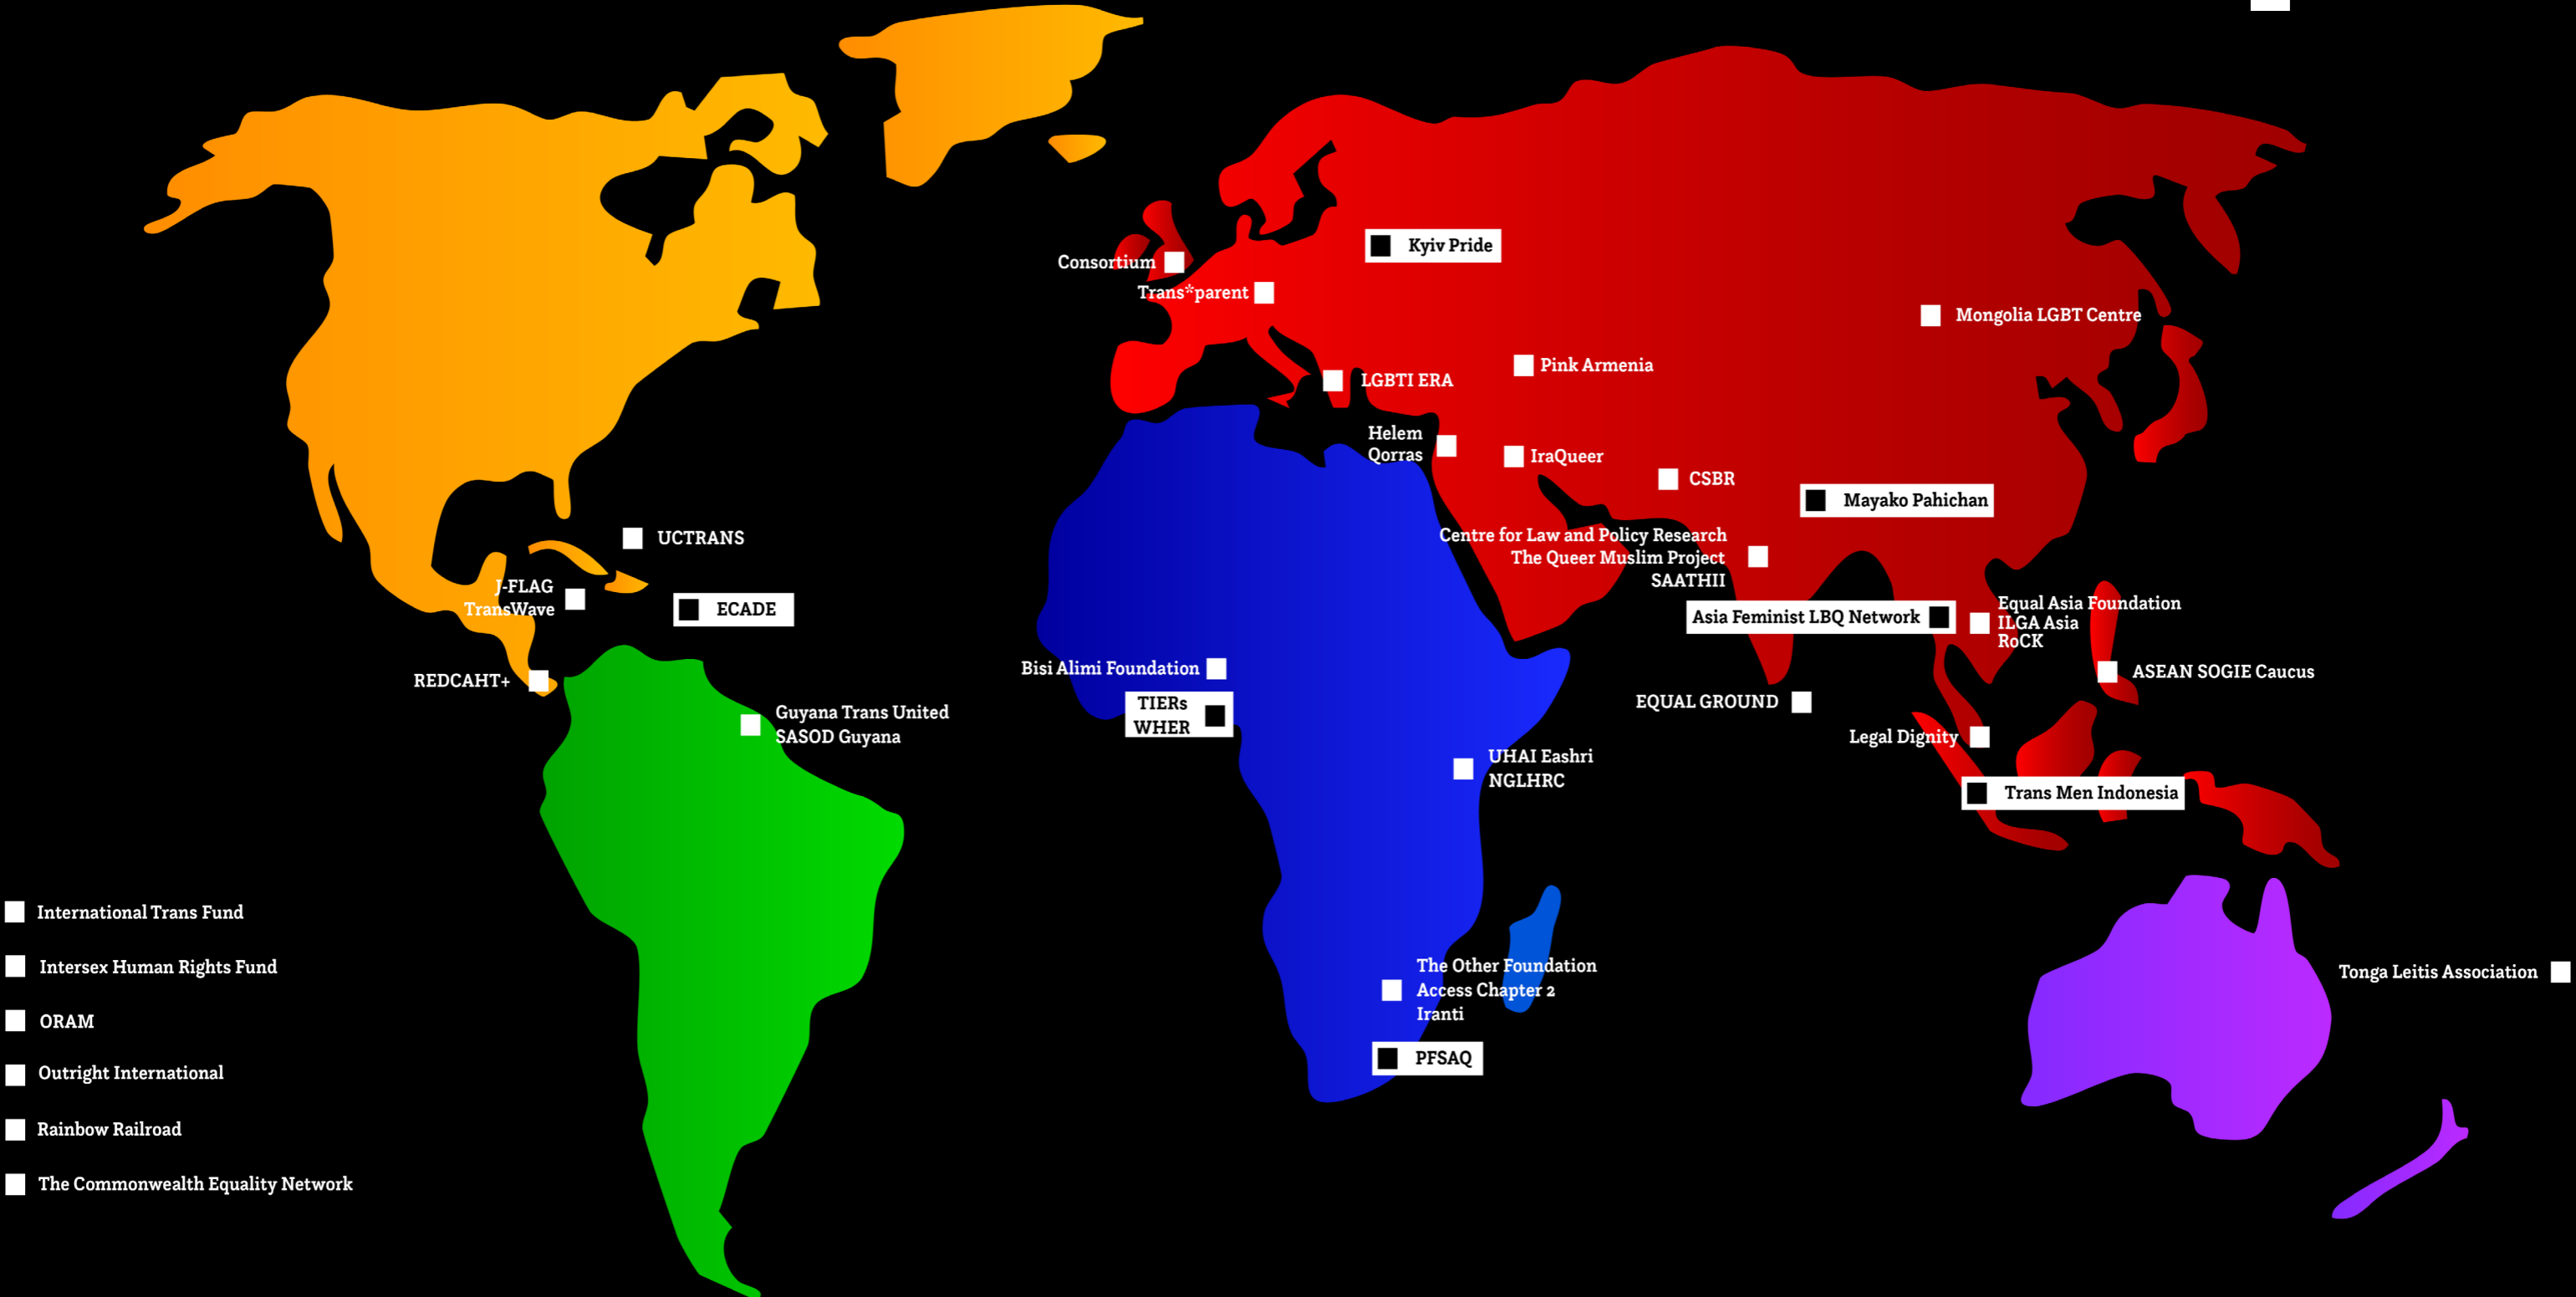 Kyiv Pride
Consortium
Trans*parent
Mongolia LGBT Centre
Pink Armenia
LGBTI ERA
Helem
Qorras
IraQueer
CSBR
Mayako Pahichan
UCTRANS
Centre for Law and Policy Research
The Queer Muslim Project
SAATHII
J-FLAG
TransWave
ECADE
Asia Feminist LBQ Network
Equal Asia Foundation
ILGA Asia
RoCK
REDCAHT+
Bisi Alimi Foundation
ASEAN SOGIE Caucus
TIERs
WHER
EQUAL GROUND
Guyana Trans United
SASOD Guyana
Legal Dignity
UHAI Eashri
NGLHRC
Trans Men Indonesia
International Trans Fund
Intersex Human Rights Fund
ORAM
Outright International
Rainbow Railroad
The Commonwealth Equality Network
The Other Foundation
Access Chapter 2
Iranti
PFSAQ
Tonga Leitis Association